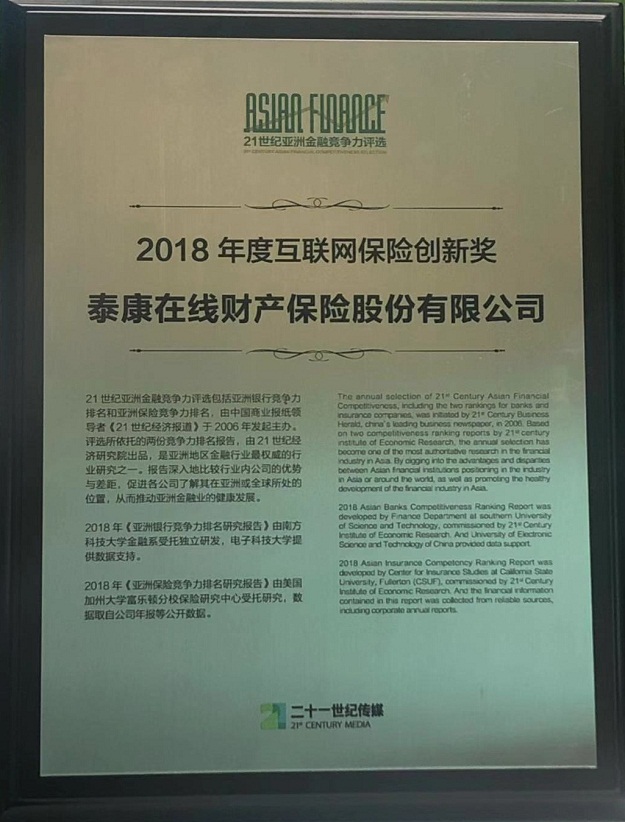 ASIAN FINANCE
21世纪亚洲金融竞争力评选
21ST CENTURY ASIAN FINANCIAL COMPETITIVENESS SELECTION
2018 年度互联网保险创新奖
泰康在线财产保险股份有限公司
21 世纪亚洲金融竞争力评选包括亚洲银行竞争力
排名和亚洲保险竞争力排名，由中国商业报纸领
导者《21 世纪经济报道》于 2006 年发起主办。
评选所依托的两份竞争力排名报告，由 21 世纪经
济研究院出品，是亚洲地区金融行业最权威的行
业研究之一。报告深入地比较行业内公司的优势
与差距，促进各公司了解其在亚洲或全球所处的
位置，从而推动亚洲金融业的健康发展。
2018 年《亚洲银行竞争力排名研究报告》由南方
科技大学金融系受托独立研发，电子科技大学提
供数据支持。
2018 年《亚洲保险竞争力排名研究报告》由美国
加州大学富乐顿分校保险研究中心受托研究，数
据取自公司年报等公开数据。
The annual selection of 21st Century Asian Financial
Competitiveness, including the two rankings for banks and
insurance companies, was initiated by 21st Century Business
Herald, china's leading business newspaper, in 2006. Based
on two competitiveness ranking reports by 21st century
institute of Economic Research, the annual selection has
become one of the most authoritative research in the financial
industry in Asia. By digging into the advantages and disparities
between Asian financial institutions positioning in the industry
in Asia or around the world, as well as promoting the healthy
development of the financial industry in Asia.
2018 Asian Banks Competitiveness Ranking Report was
developed by Finance Department at southern University
of Science and Technology, commissioned by 21st Century
Institute of Economic Research. And University of Electronic
Science and Technology of China provided data support.
2018 Asian Insurance Competency Ranking Report was
developed by Center for Insurance Studies at California State
University, Fullerton (CSUF), commissioned by 21st Century
Institute of Economic Research. And the financial information
contained in this report was collected from reliable sources,
including corporate annual reports.
二十一世纪传媒
21st CENTURY MEDIA